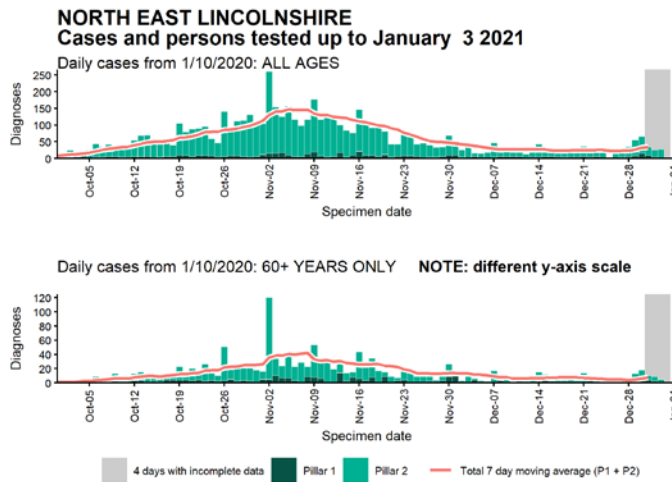 NORTH EAST LINCOLNSHIRE
Cases and persons tested up to January 3 2021
Daily cases from 1/10/2020: ALL AGES
Diagnoses
250
200
150
100
50
0
Oct-05
Oct-12
Oct-19
Oct-26
Nov-02
Nov-09
Nov-16
Nov-23
Nov-30
Dec-07
Dec-14
Dec-21
Dec-28
Specimen date
Daily cases from 1/10/2020: 60+ YEARS ONLY NOTE: different y-axis scale
Diagnoses
120
100
80
60
40
20
0
Oct-05
Oct-12
Oct-19
Oct-26
Nov-02
Nov-09
Nov-16
Nov-23
Nov-30
Dec-07
Dec-14
Dec-21
Dec-28
Specimen date
4 days with incomplete data Pillar 1 Pillar 2 Total 7 day moving average (P1 + P2)